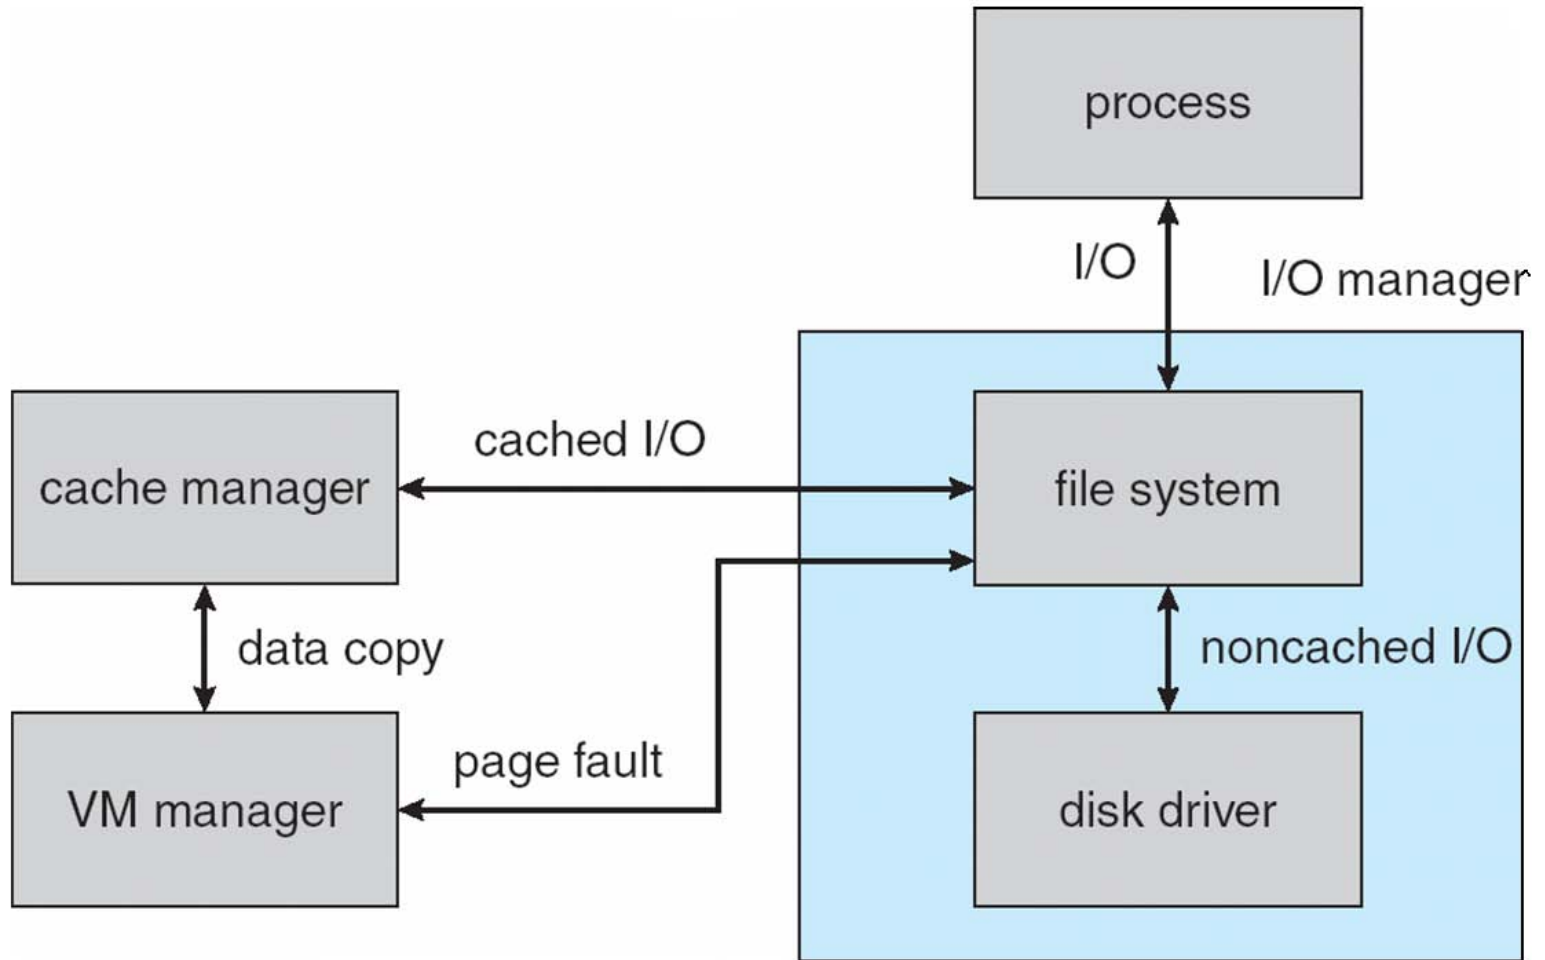 process
I/O
I/O manager
cached I/O
cache manager
file system
data copy
noncached I/O
page fault
VM manager
disk driver